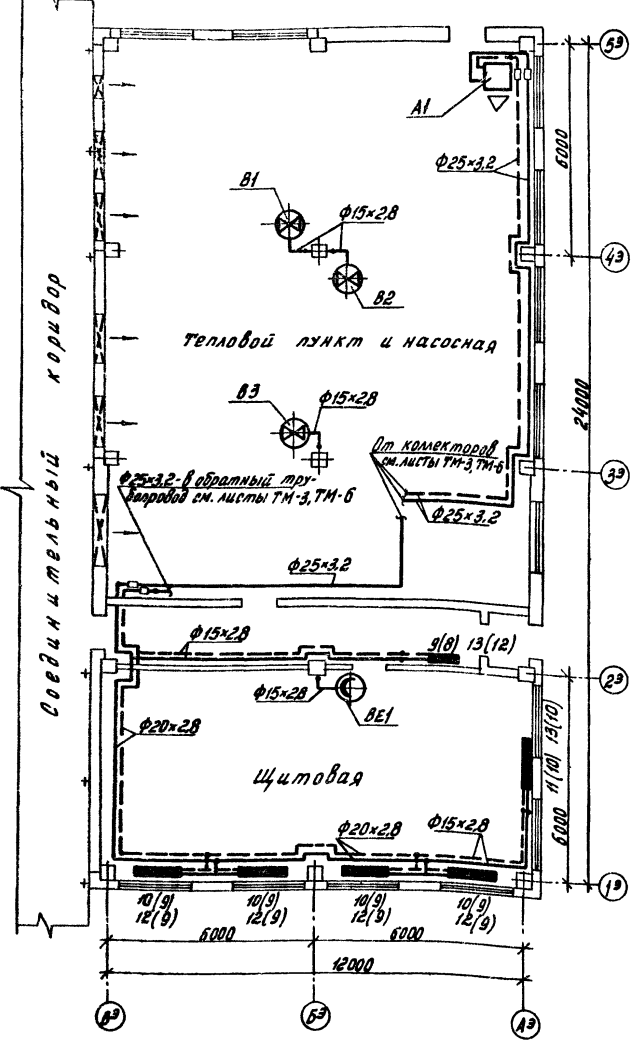 5Э
А1
6000
Ф25×3,2
В1
Ф15×2,8
В2
4Э
Соединительный коридор
Тепловой пункт и насосная
В3
Ф15×2,8
24000
От коллекторов
см. листы ТМ-3, ТМ-6
3Э
Ф25×3,2 - в обратный тру-
бопровод см. листы ТМ-3, ТМ-6
Ф25×3,2
Ф25×3,2
Ф15×2,8
9(8) 13(12)
2Э
Ф15×2,8
ВЕ1
Ф20×2,8
11(10) 13(10)
Щитовая
6000
Ф20×2,8
Ф15×2,8
1Э
10(9) 10(9) 10(9) 10(9)
12(9) 12(9) 12(9) 12(9)
6000 6000
12000
ВЭ БЭ АЭ